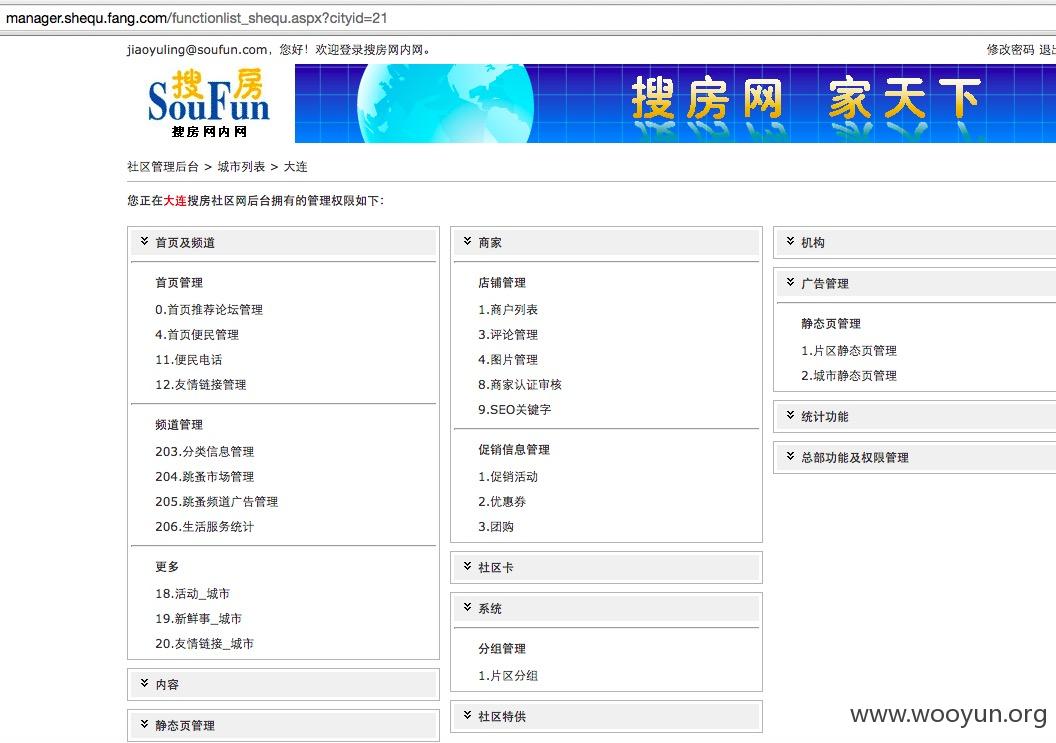 manager.shequ.fang.com/functionlist_shequ.aspx?cityid=21
jiaoyuling@soufun.com，您好！欢迎登录搜房网内网。
修改密码 退出
搜房
SouFun
搜房网内网
搜房网 家天下
社区管理后台 > 城市列表 > 大连
您正在大连搜房社区网后台拥有的管理权限如下：
首页及频道
首页管理
0.首页推荐论坛管理
4.首页便民管理
11.便民电话
12.友情链接管理
频道管理
203.分类信息管理
204.跳蚤市场管理
205.跳蚤频道广告管理
206.生活服务统计
更多
18.活动_城市
19.新鲜事_城市
20.友情链接_城市
内容
静态页管理
商家
店铺管理
1.商户列表
3.评论管理
4.图片管理
8.商家认证审核
9.SEO关键字
促销信息管理
1.促销活动
2.优惠券
3.团购
社区卡
系统
分组管理
1.片区分组
社区特供
机构
广告管理
静态页管理
1.片区静态页管理
2.城市静态页管理
统计功能
总部功能及权限管理
www.wooyun.org